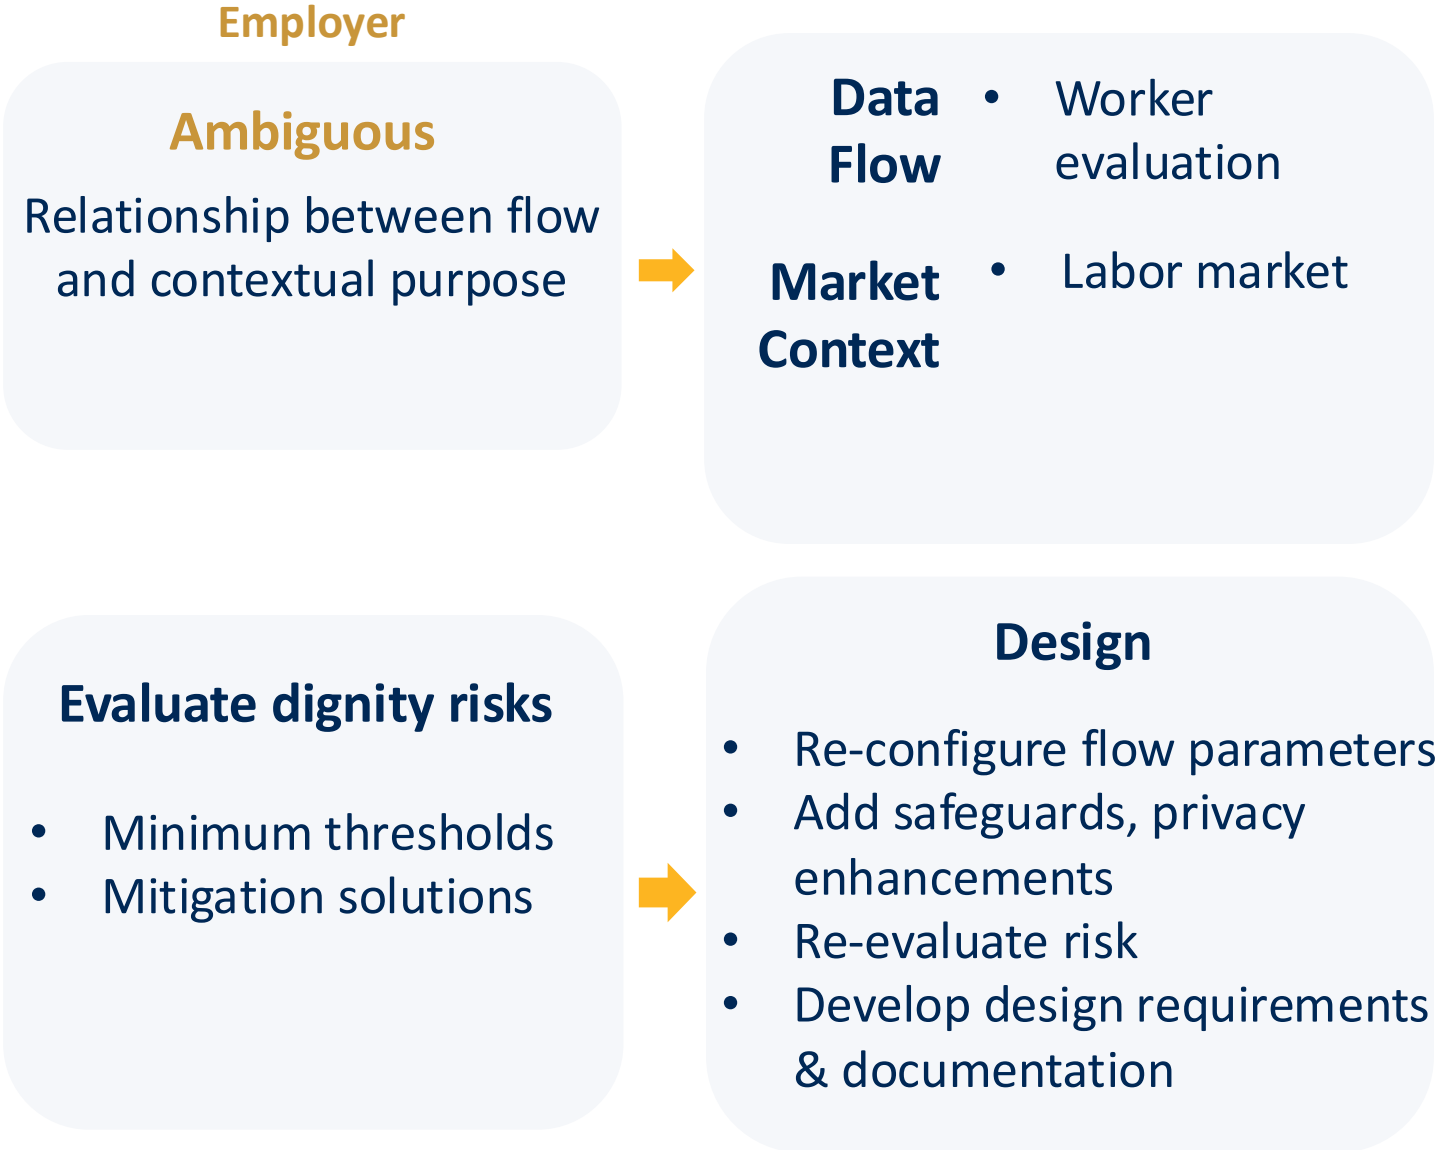 Employer
Ambiguous
Relationship between flow
and contextual purpose
Data
Flow
• Worker
evaluation
Market
Context
• Labor market
Evaluate dignity risks
• Minimum thresholds
• Mitigation solutions
Design
• Re-configure flow parameters
• Add safeguards, privacy
enhancements
• Re-evaluate risk
• Develop design requirements
& documentation